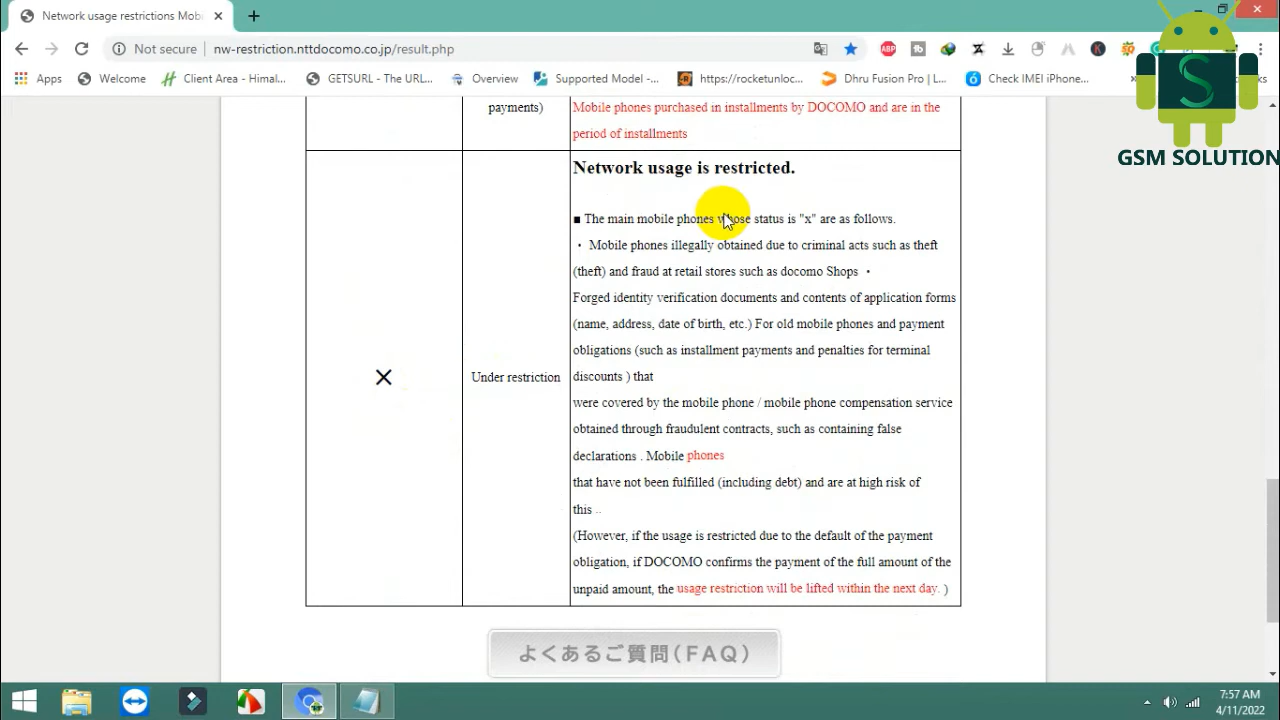 Network usage restrictions Mobi
Not secure
nw-restriction.nttdocomo.co.jp/result.php
ABP
K
Apps
Welcome
Client Area - Himal...
GETSURL - The URL...
Overview
Supported Model -...
https://rocketunloc...
Dhru Fusion Pro | L...
Check IMEI iPhone...
S
GSM SOLUTION
payments)
Mobile phones purchased in installments by DOCOMO and are in the
period of installments
Network usage is restricted.
■ The main mobile phones whose status is "x" are as follows.
・ Mobile phones illegally obtained due to criminal acts such as theft
(theft) and fraud at retail stores such as docomo Shops ・
Forged identity verification documents and contents of application forms
(name, address, date of birth, etc.) For old mobile phones and payment
obligations (such as installment payments and penalties for terminal
×
Under restriction
discounts ) that
were covered by the mobile phone / mobile phone compensation service
obtained through fraudulent contracts, such as containing false
declarations . Mobile phones
that have not been fulfilled (including debt) and are at high risk of
this ..
(However, if the usage is restricted due to the default of the payment
obligation, if DOCOMO confirms the payment of the full amount of the
unpaid amount, the usage restriction will be lifted within the next day. )
よくあるご質問(FAQ)
7:57 AM
4/11/2022